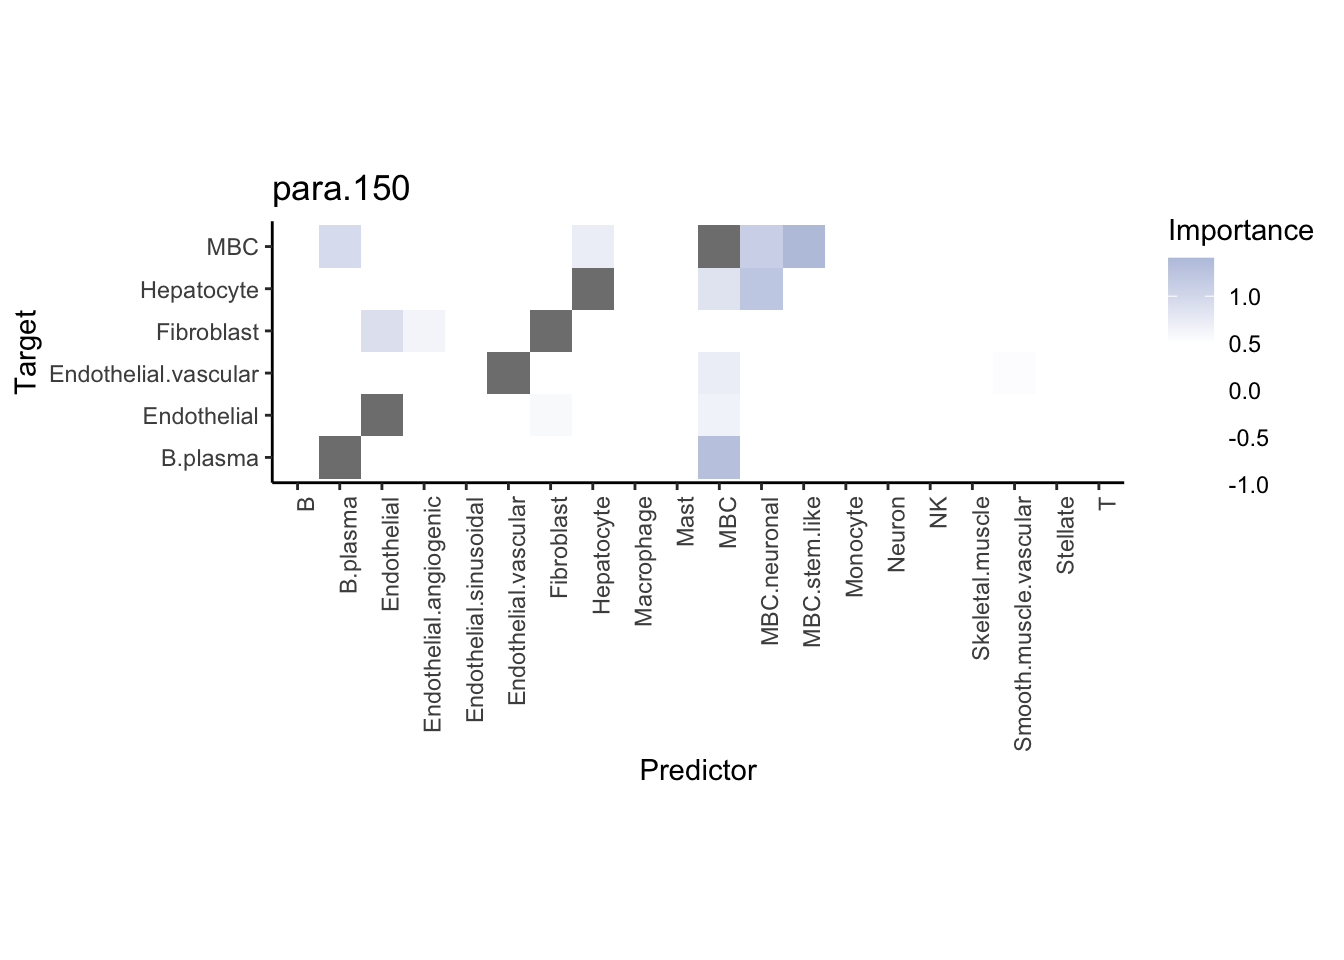 para.150
Target
MBC
Hepatocyte
Fibroblast
Endothelial.vascular
Endothelial
B.plasma
B
B.plasma
Endothelial
Endothelial.angiogenic
Endothelial.sinusoidal
Endothelial.vascular
Fibroblast
Hepatocyte
Macrophage
Mast
MBC
MBC.neuronal
MBC.stem.like
Monocyte
Neuron
NK
Skeletal.muscle
Smooth.muscle.vascular
Stellate
T
Predictor
Importance
1.0
0.5
0.0
-0.5
-1.0